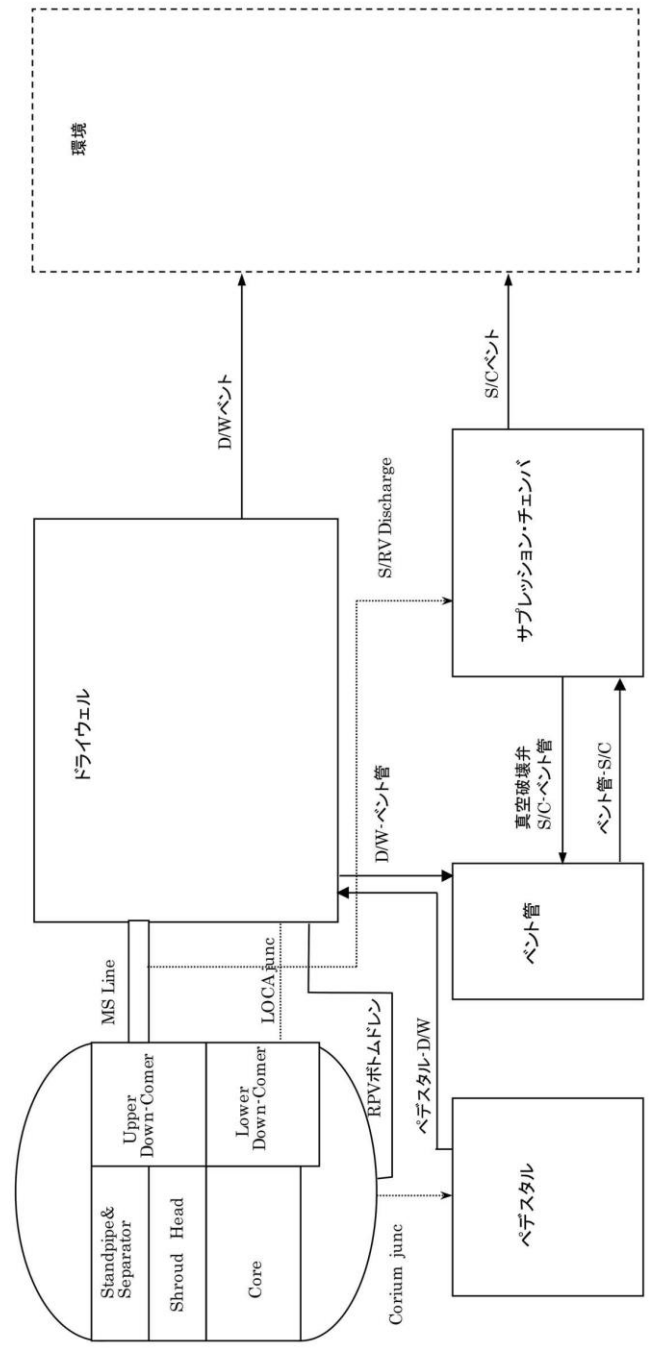 Standpipe&
Separator
Shroud Head
Core
Upper
Down-Comer
Lower
Down-Comer
MS Line
LOCA junc
RPVボトムドレン
Corium junc
ペデスタル
ペデスタル-D/W
ドライウェル
D/W-ベント管
ベント管
真空破壊弁
S/C-ベント管
ベント管-S/C
S/RV Discharge
サプレッション・チェンバ
D/Wベント
S/Cベント
環境